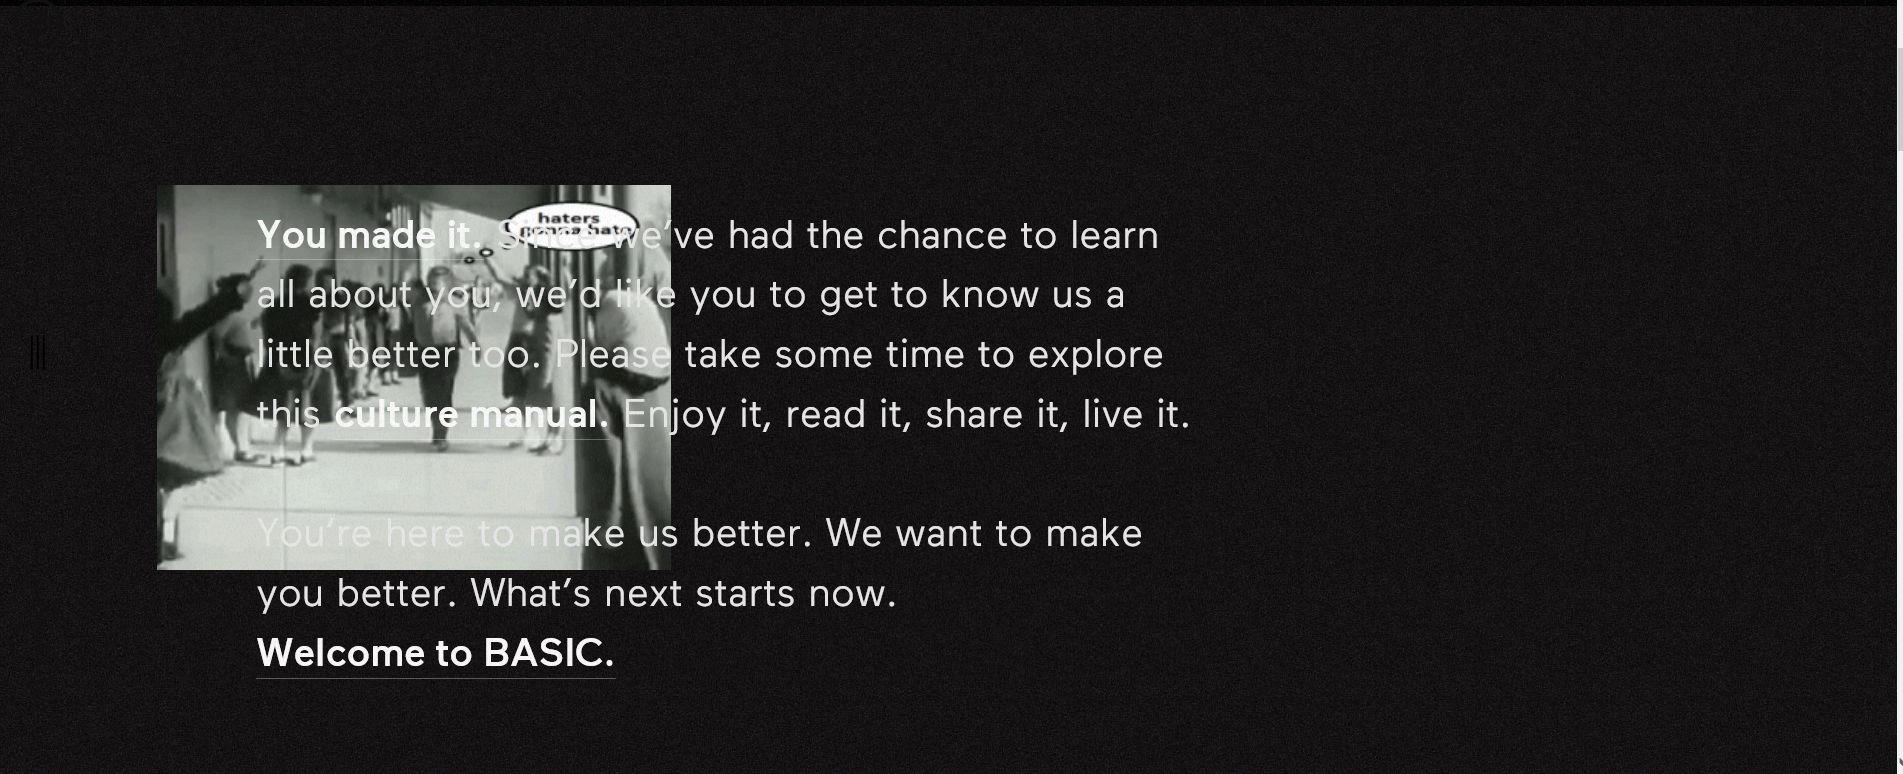 haters
gonna hate
You made it. Since we’ve had the chance to learn
all about you, we’d like you to get to know us a
little better too. Please take some time to explore
this culture manual. Enjoy it, read it, share it, live it.
You’re here to make us better. We want to make
you better. What’s next starts now.
Welcome to BASIC.